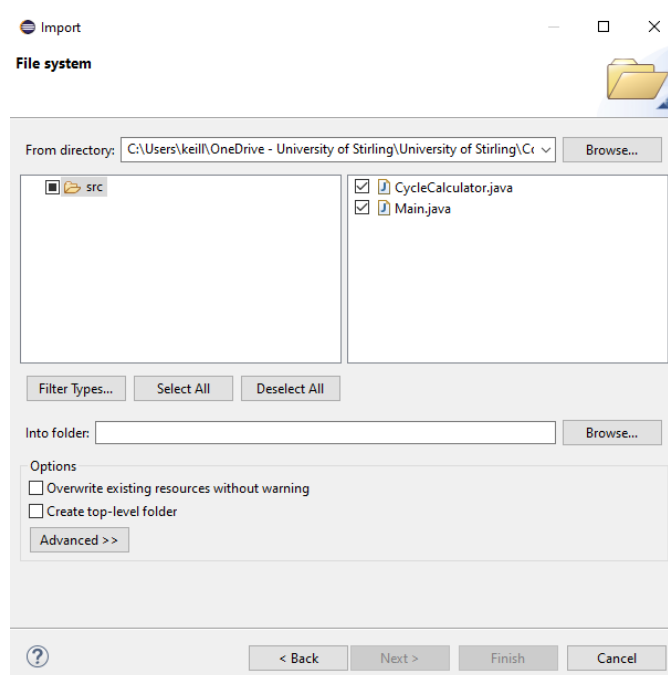 Import
File system
From directory: C:\Users\keill\OneDrive - University of Stirling\University of Stirling\Cc Browse...
src
CycleCalculator.java
Main.java
Filter Types... Select All Deselect All
Into folder: Browse...
Options
Overwrite existing resources without warning
Create top-level folder
Advanced >>
? < Back Next > Finish Cancel